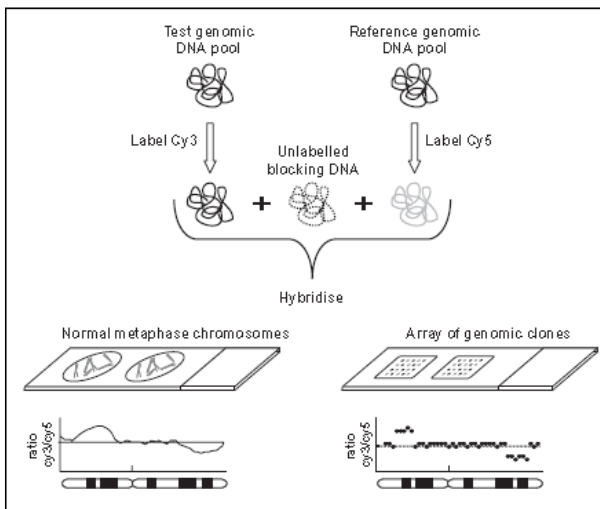 Test genomic
DNA pool
Reference genomic
DNA pool
Label Cy3
Label Cy5
Unlabelled
blocking DNA
+
+
Hybridise
Normal metaphase chromosomes
Array of genomic clones
ratio
cy3/cy5
ratio
cy3/cy5